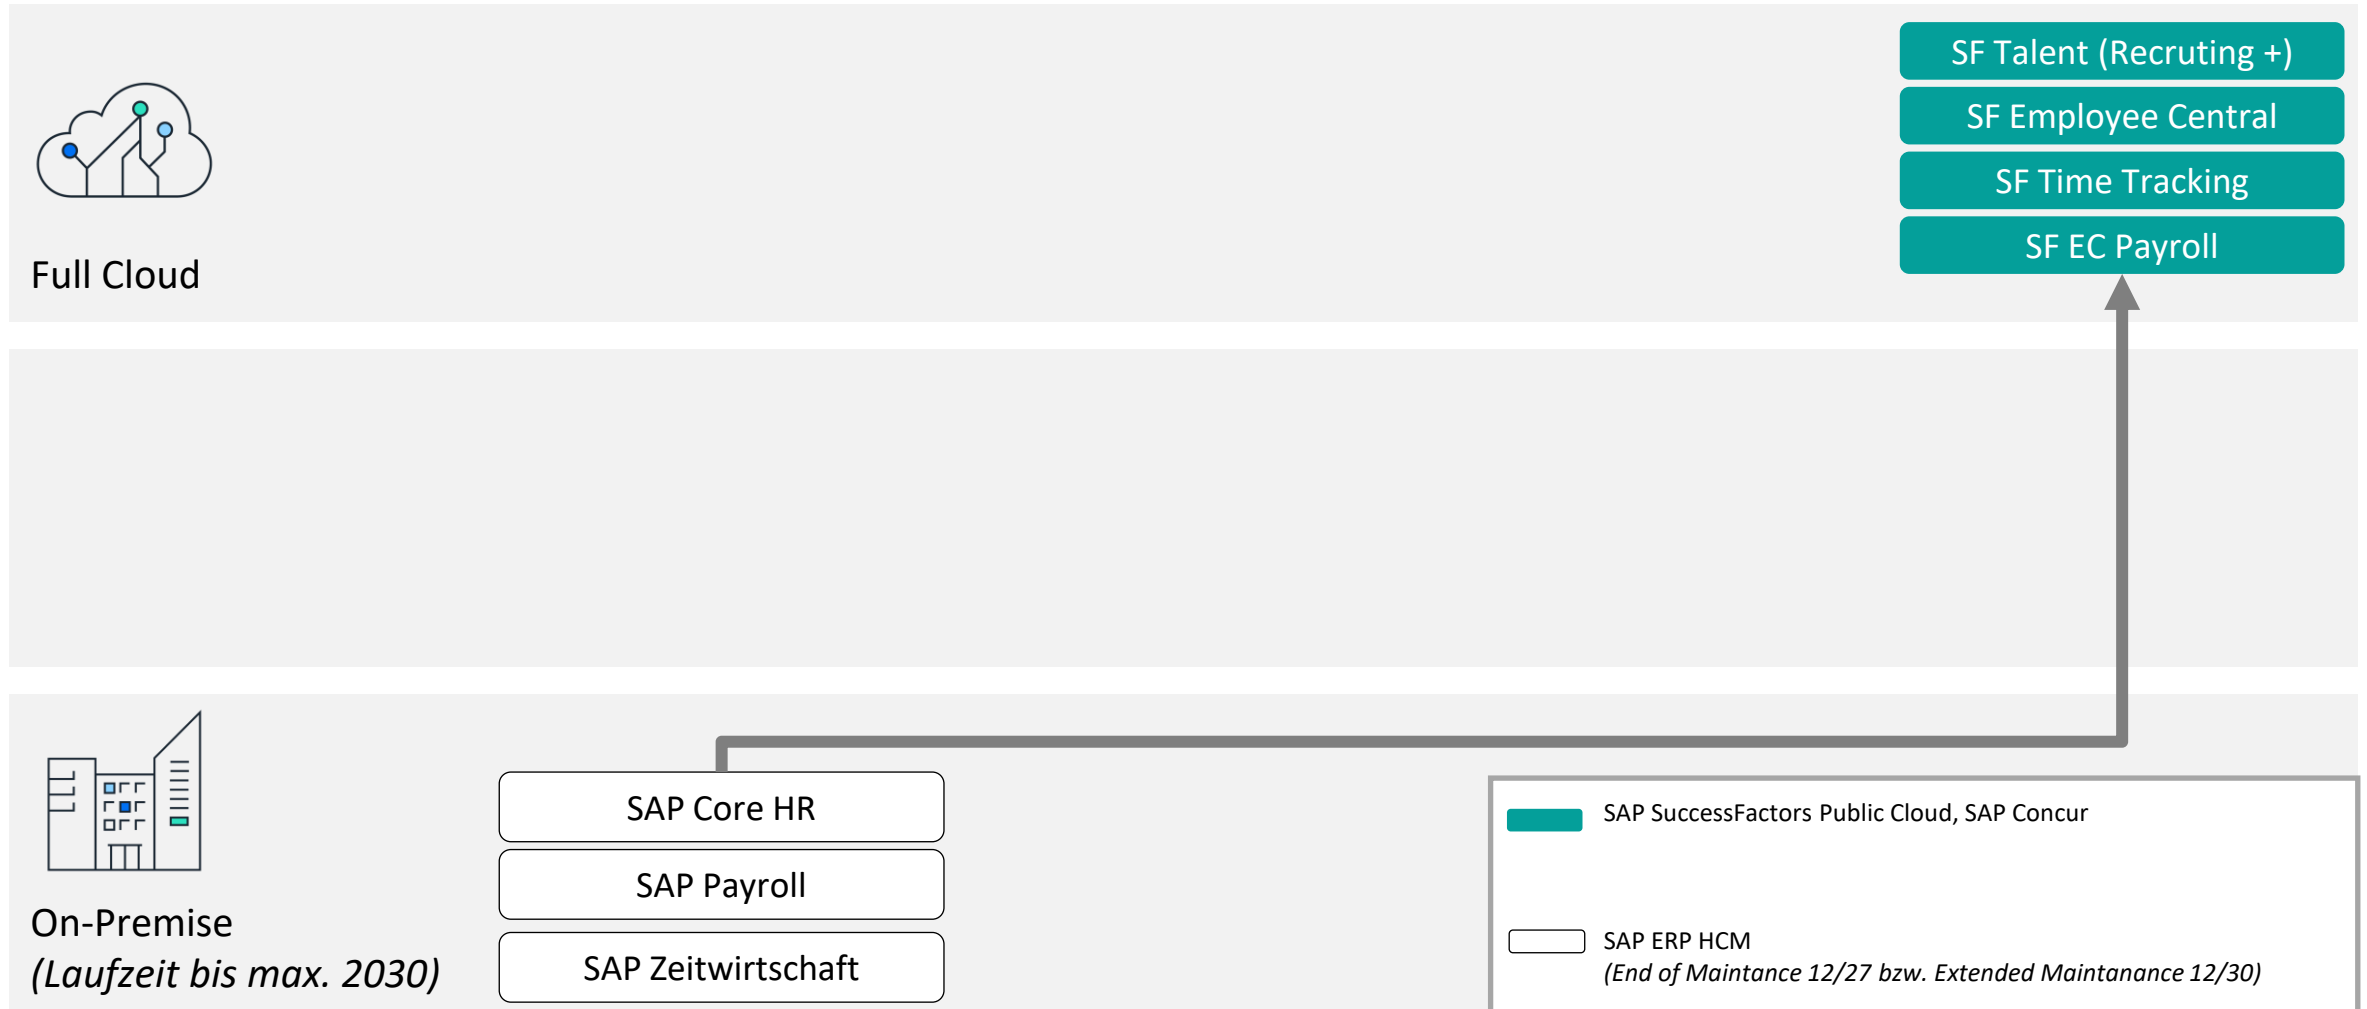 SF Talent (Recruting +)
SF Employee Central
SF Time Tracking
SF EC Payroll
Full Cloud
SAP Core HR
SAP Payroll
SAP Zeitwirtschaft
On-Premise
(Laufzeit bis max. 2030)
SAP SuccessFactors Public Cloud, SAP Concur
SAP ERP HCM
(End of Maintance 12/27 bzw. Extended Maintanance 12/30)